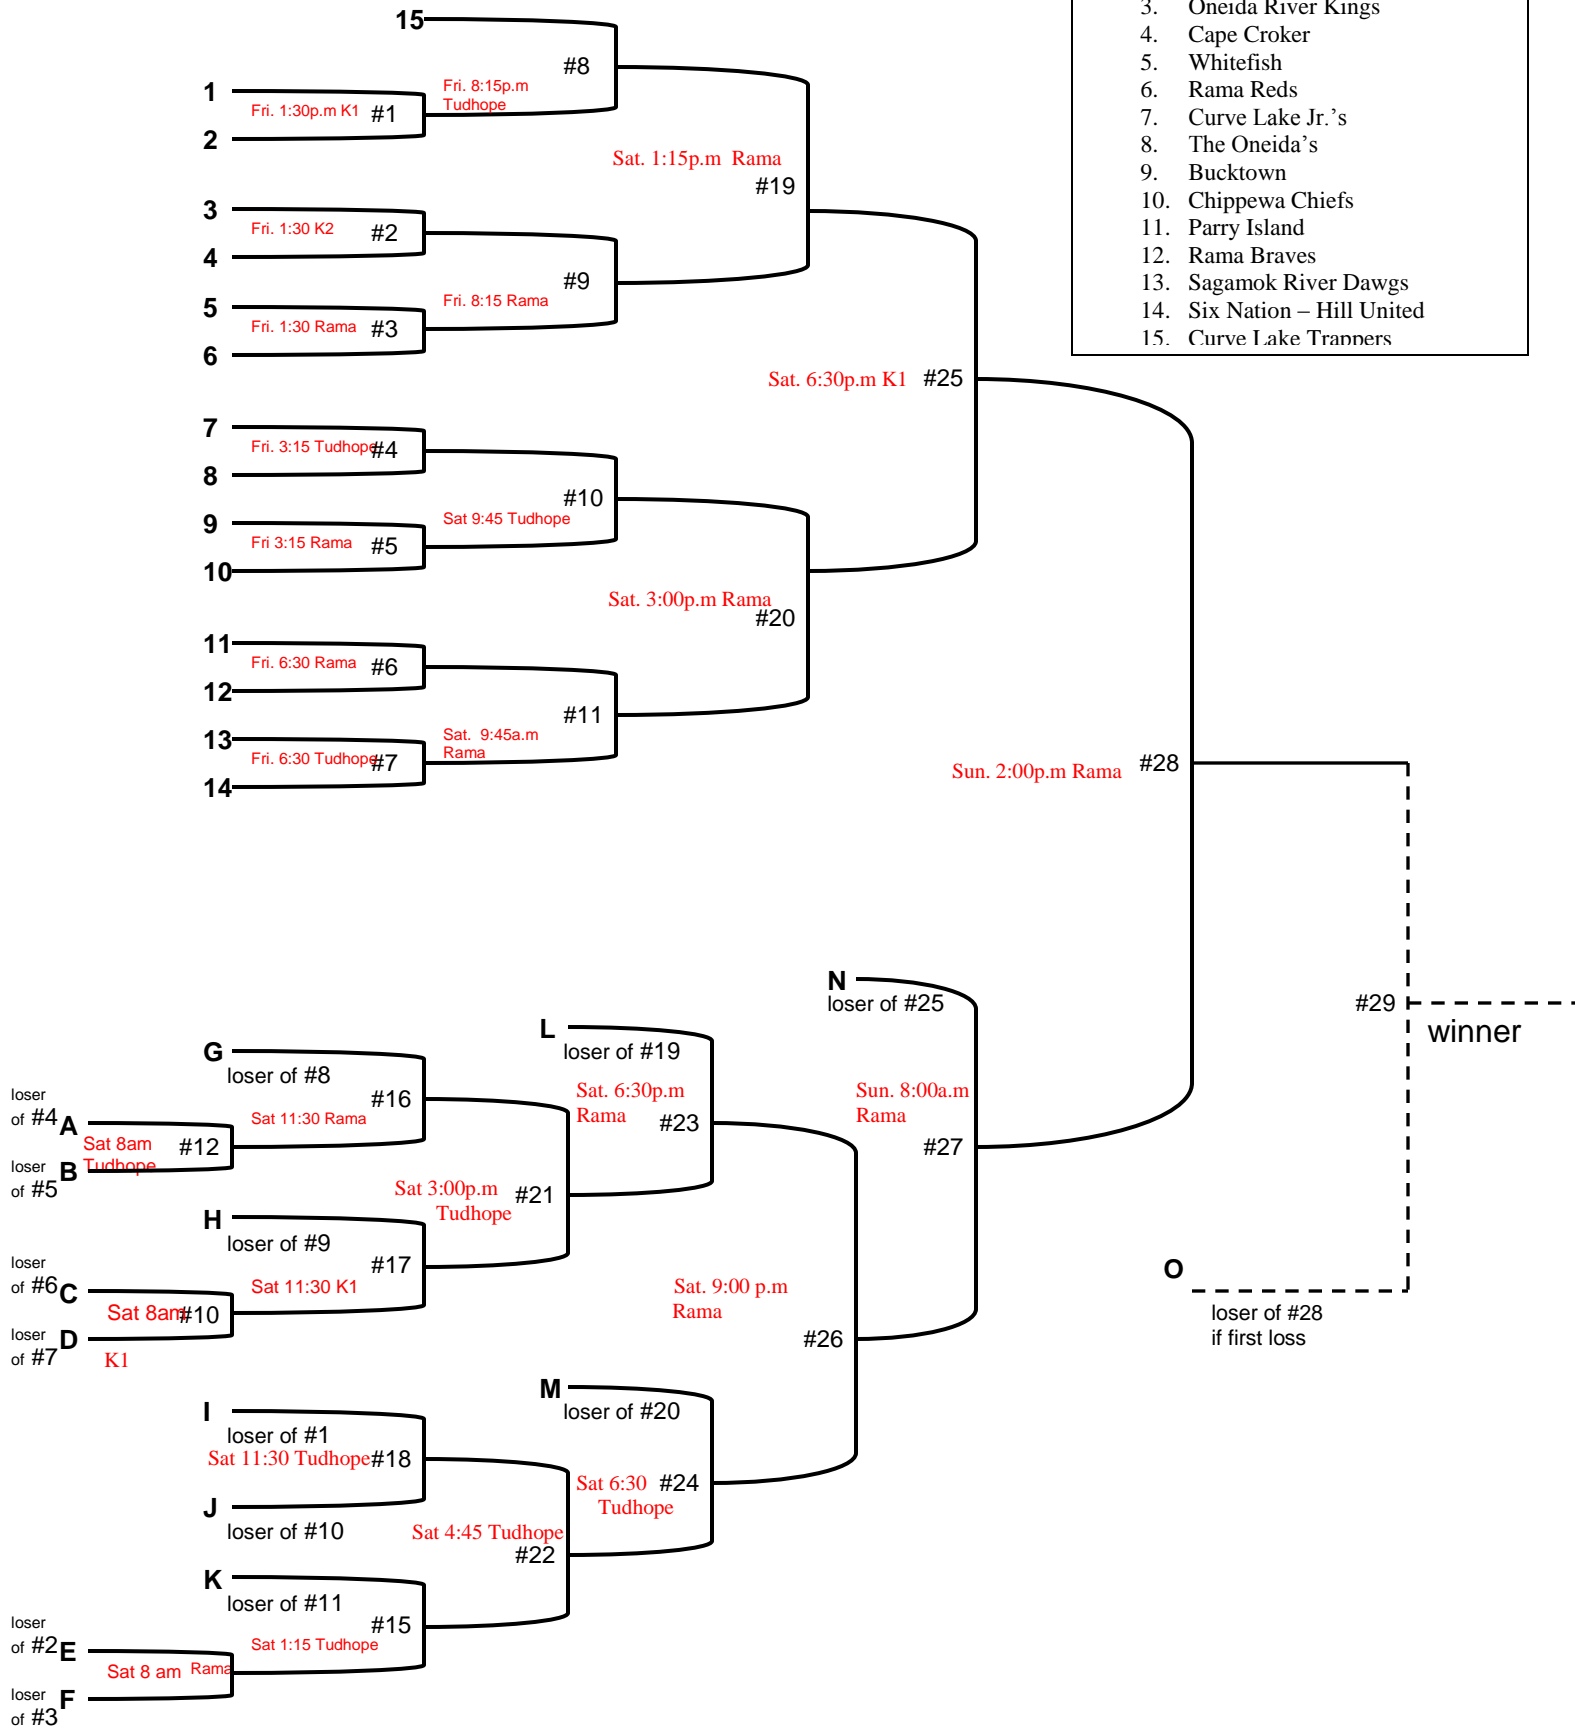 3. Oneida River Kings
4. Cape Croker
5. Whitefish
6. Rama Reds
7. Curve Lake Jr.'s
8. The Oneida's
9. Bucktown
10. Chippewa Chiefs
11. Parry Island
12. Rama Braves
13. Sagamok River Dawgs
14. Six Nation – Hill United
15. Curve Lake Trappers
15
#8
Fri. 8:15p.m
Tudhope
1
Fri. 1:30p.m K1 #1
2
Sat. 1:15p.m Rama
#19
3
Fri. 1:30 K2 #2
4
#9
Fri. 8:15 Rama
5
Fri. 1:30 Rama #3
6
Sat. 6:30p.m K1 #25
7
Fri. 3:15 Tudhope #4
8
#10
Sat 9:45 Tudhope
9
Fri 3:15 Rama #5
10
Sat. 3:00p.m Rama
#20
11
Fri. 6:30 Rama #6
12
#11
Sat. 9:45a.m
Rama
13
Fri. 6:30 Tudhope #7
14
Sun. 2:00p.m Rama #28
N
loser of #25
#29
winner
L
loser of #19
G
loser of #8
#16
Sat 11:30 Rama
Sat. 6:30p.m
Rama
#23
Sun. 8:00a.m
Rama
#27
loser
of #4 A
Sat 8am
Tudhope
#12
loser
of #5
B
Sat 3:00p.m
Tudhope
#21
H
loser of #9
#17
Sat 11:30 K1
loser
of #6 C
Sat 8am #10
loser
of #7
D
K1
Sat. 9:00 p.m
Rama
#26
O
loser of #28
if first loss
M
loser of #20
I
loser of #1
Sat 11:30 Tudhope #18
J
loser of #10
Sat 6:30 #24
Tudhope
Sat 4:45 Tudhope
#22
K
loser of #11
#15
Sat 1:15 Tudhope
loser
of #2 E
Sat 8 am Rama
loser
of #3
F